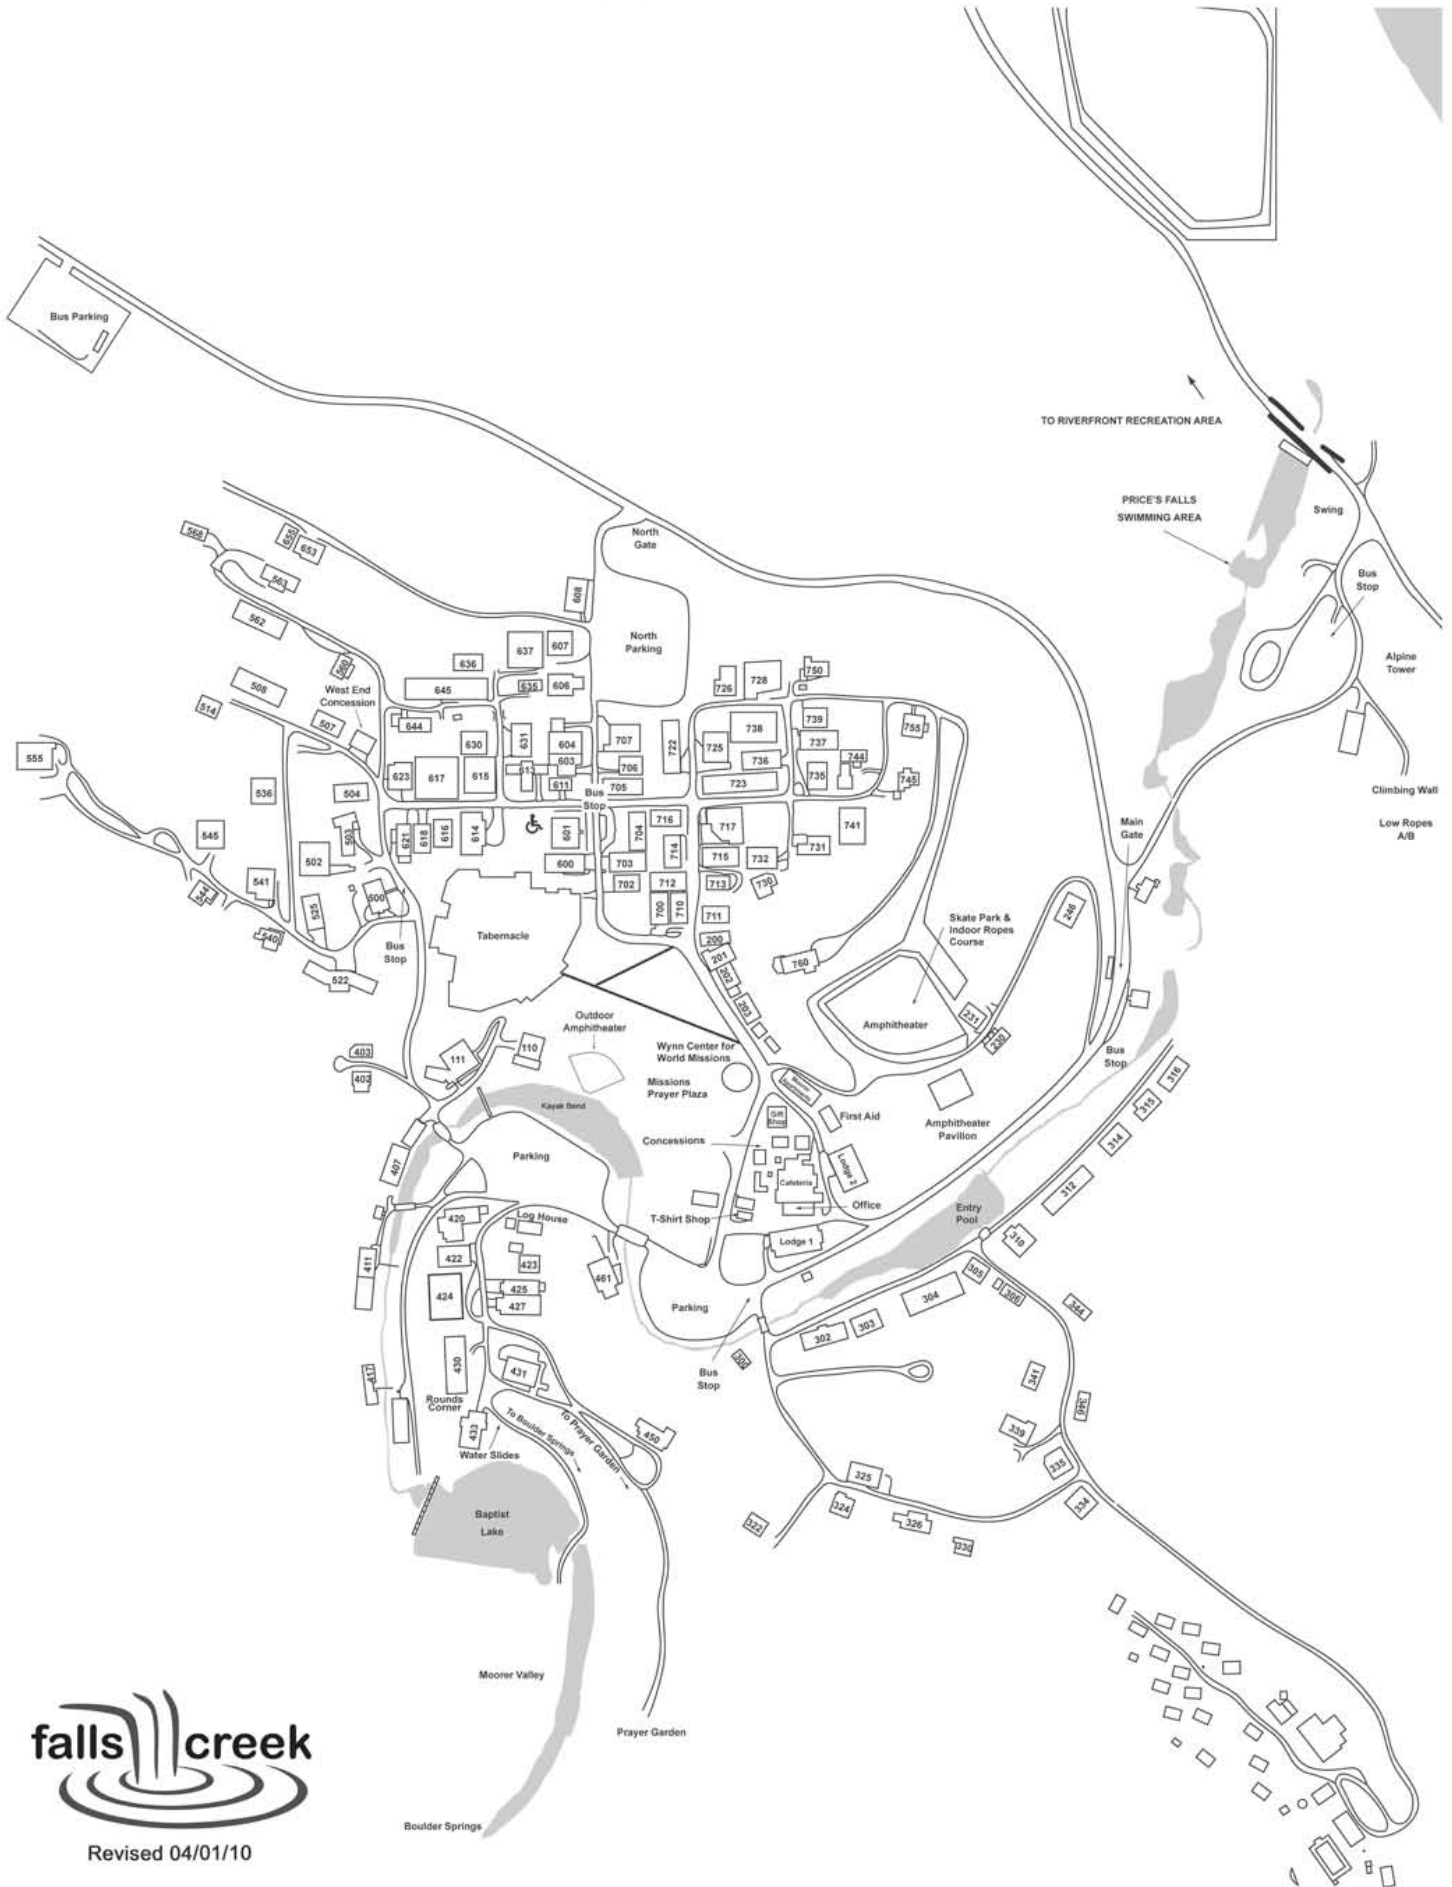 Bus Parking
TO RIVERFRONT RECREATION AREA
PRICE'S FALLS
SWIMMING AREA
Swing
Bus
Stop
Alpine
Tower
Climbing Wall
Low Ropes
A/B
Main
Gate
North
Gate
North
Parking
568
655
653
563
562
560
608
637
607
636
645
635
606
508
514
507
West End
Concession
644
630
631
604
603
613
611
623
617
615
555
536
504
545
503
502
541
544
525
500
540
522
Bus
Stop
621
618
616
614
601
600
Bus
Stop
707
706
705
722
704
716
714
703
702
712
700
710
726
728
750
738
725
736
723
739
737
735
744
745
755
717
715
732
731
741
713
730
711
200
201
202
203
760
246
Tabernacle
Skate Park &
Indoor Ropes
Course
Amphitheater
231
230
Outdoor
Amphitheater
Wynn Center for
World Missions
Missions
Prayer Plaza
403
402
111
110
Kayak Bend
Gift
Shop
First Aid
Amphitheater
Pavilion
Bus
Stop
316
315
314
312
310
Concessions
Cafeteria
Lodge 2
Office
T-Shirt Shop
Lodge 1
Entry
Pool
Parking
407
420
Log House
422
423
411
424
425
427
461
Parking
Bus
Stop
300
302
303
304
305
306
344
341
346
339
335
334
417
430
431
Rounds
Corner
433
Water Slides
To Boulder Springs
To Prayer Garden
450
325
324
326
330
322
Baptist
Lake
Moorer Valley
Prayer Garden
Boulder Springs
falls creek
Revised 04/01/10